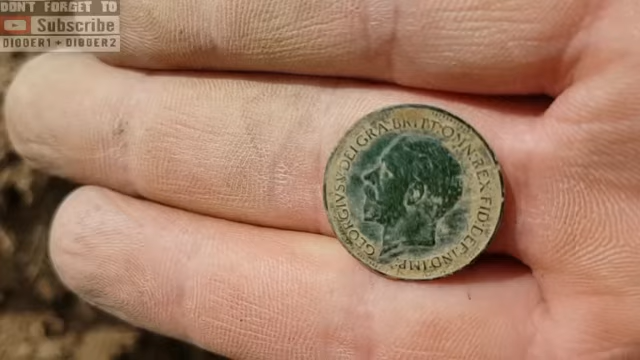 DONT FORGET TO
Subscribe
DIGGER1 + DIGGER2
GEORGIVS V DEI GRA: BRITT: OMN: REX FID: DEF: IND: IMP: